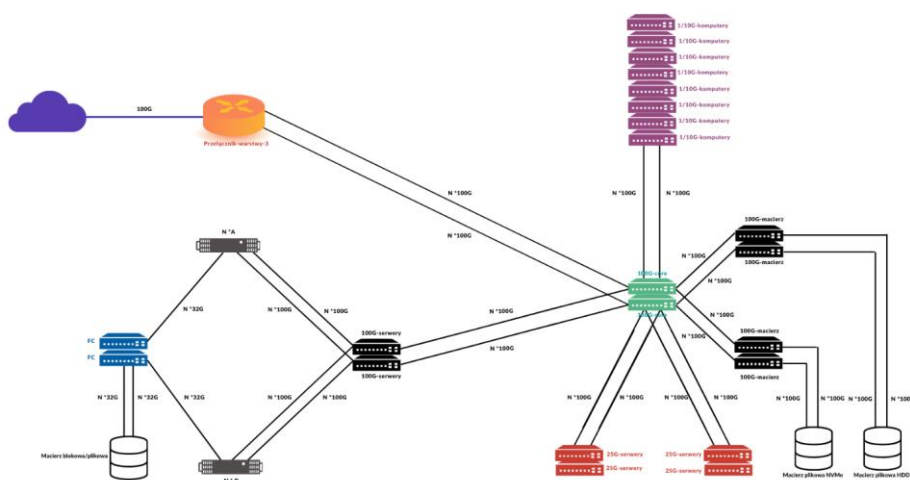 1/10G-komputery
1/10G-komputery
1/10G-komputery
1/10G-komputery
1/10G-komputery
1/10G-komputery
1/10G-komputery
1/10G-komputery
100G
Przełącznik-warstwy-3
N *100G
N *100G
N *100G
N *100G
100G-macierz
100G-macierz
N *A
N *100G
N *100G
100G-core
N *32G
N *100G
N *100G
N *100G
N *100G
100G-macierz
100G-serwery
N *100G
FC
FC
100G-serwery
N *100G
100G-macierz
N *32G
N *32G
N *32G
N *100G
N *100G
N *100G
N *100G
N *100G
N *100G
N *100G
N *100G
Macierz blokowa/plikowa
25G-serwery
25G-serwery
25G-serwery
25G-serwery
Macierz plikowa NVMe
Macierz plikowa HDD